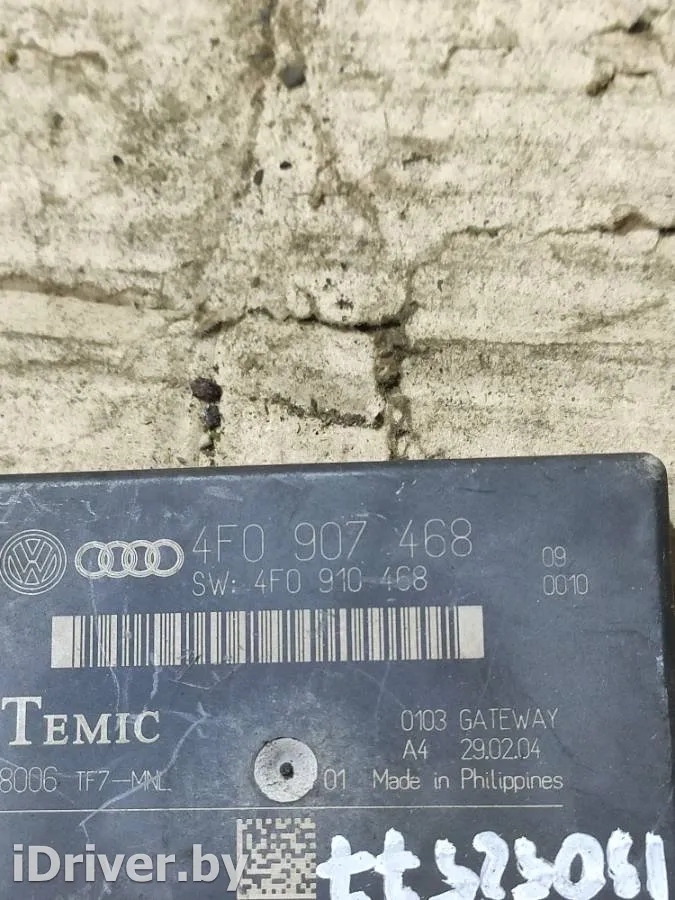 4F0 907 468
SW: 4F0 910 468
09
0010
TEMIC
0103 GATEWAY
A4 29.02.04
8006 TF7-MNL
01 Made in Philippines
iDriver.by